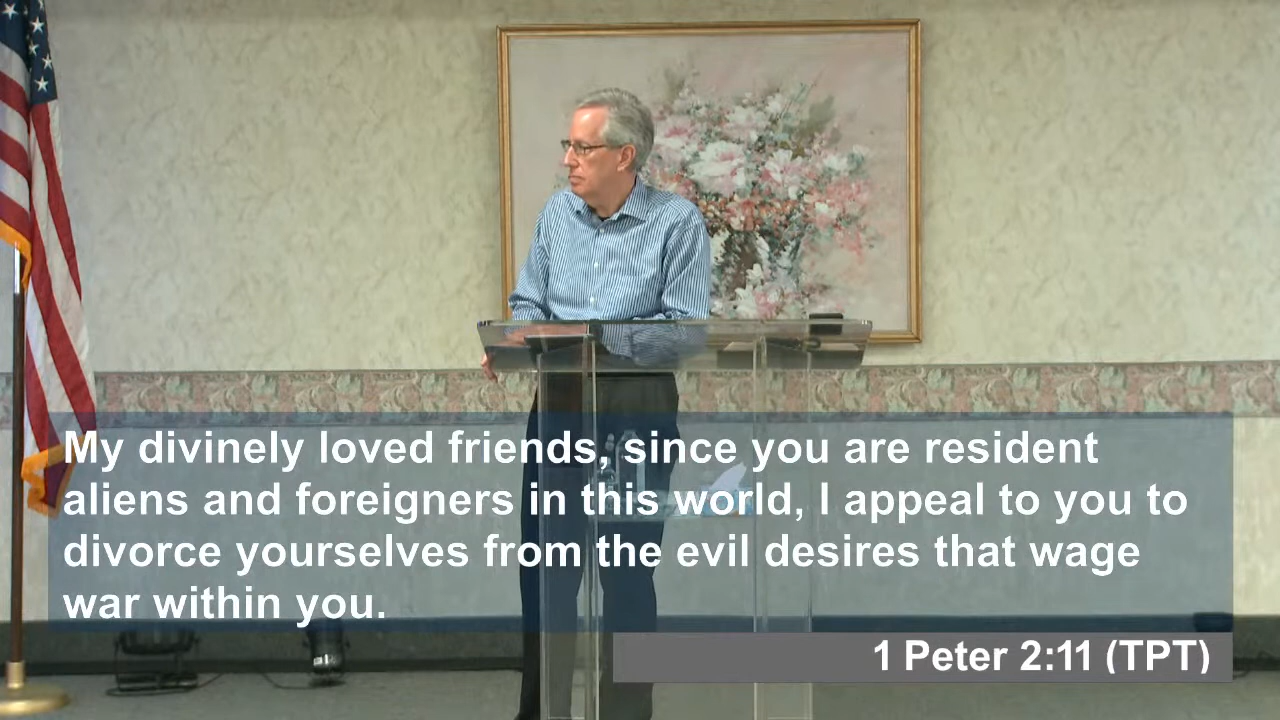 My divinely loved friends, since you are resident
aliens and foreigners in this world, I appeal to you to
divorce yourselves from the evil desires that wage
war within you.
1 Peter 2:11 (TPT)